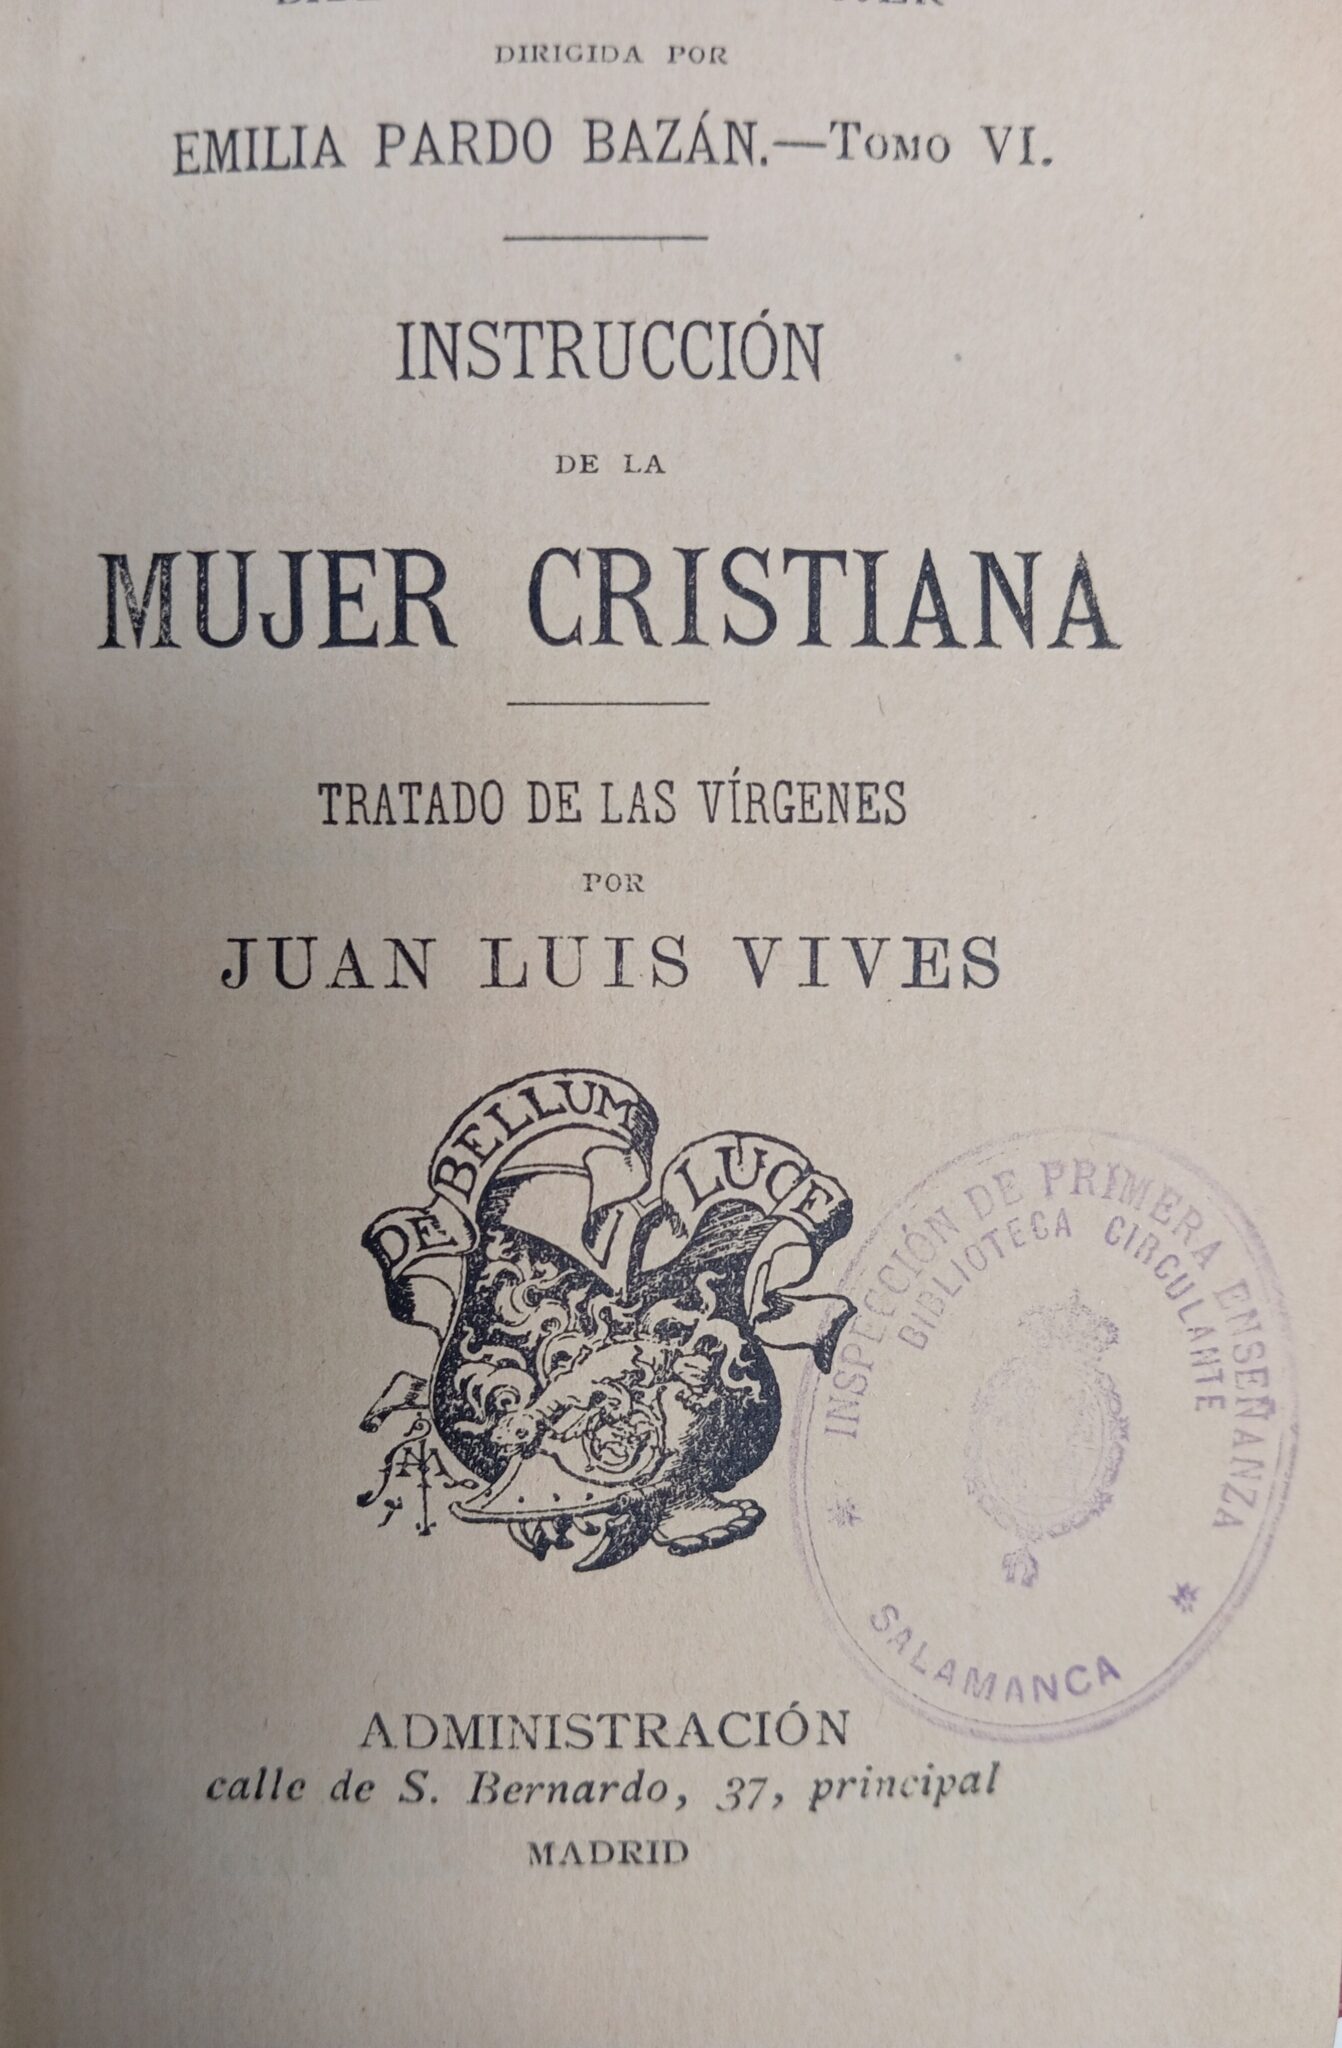 DIRIGIDA POR
EMILIA PARDO BAZÁN.—TOMO VI.
INSTRUCCIÓN
DE LA
MUJER CRISTIANA
TRATADO DE LAS VÍRGENES
POR
JUAN LUIS VIVES
DE BELLUM LUCE
INSPECCIÓN DE PRIMERA ENSEÑANZA
BIBLIOTECA CIRCULANTE
SALAMANCA
ADMINISTRACIÓN
calle de S. Bernardo, 37, principal
MADRID